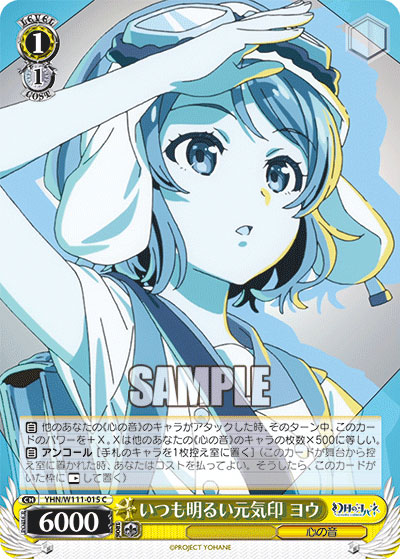 LEVEL
1
1
COST
SAMPLE
自 他のあなたの《心の音》のキャラがアタックした時、そのターン中、このカ
ードのパワーを＋X。Xは他のあなたの《心の音》のキャラの枚数×500に等しい。
自 アンコール ［手札のキャラを1枚控え室に置く］（このカードが舞台から控
え室に置かれた時、あなたはコストを払ってよい。そうしたら、このカードが
いた枠に レスト して置く）
CH YHN/W111-015 C
6000
いつも明るい元気印 ヨウ
心の音
©PROJECT YOHANE